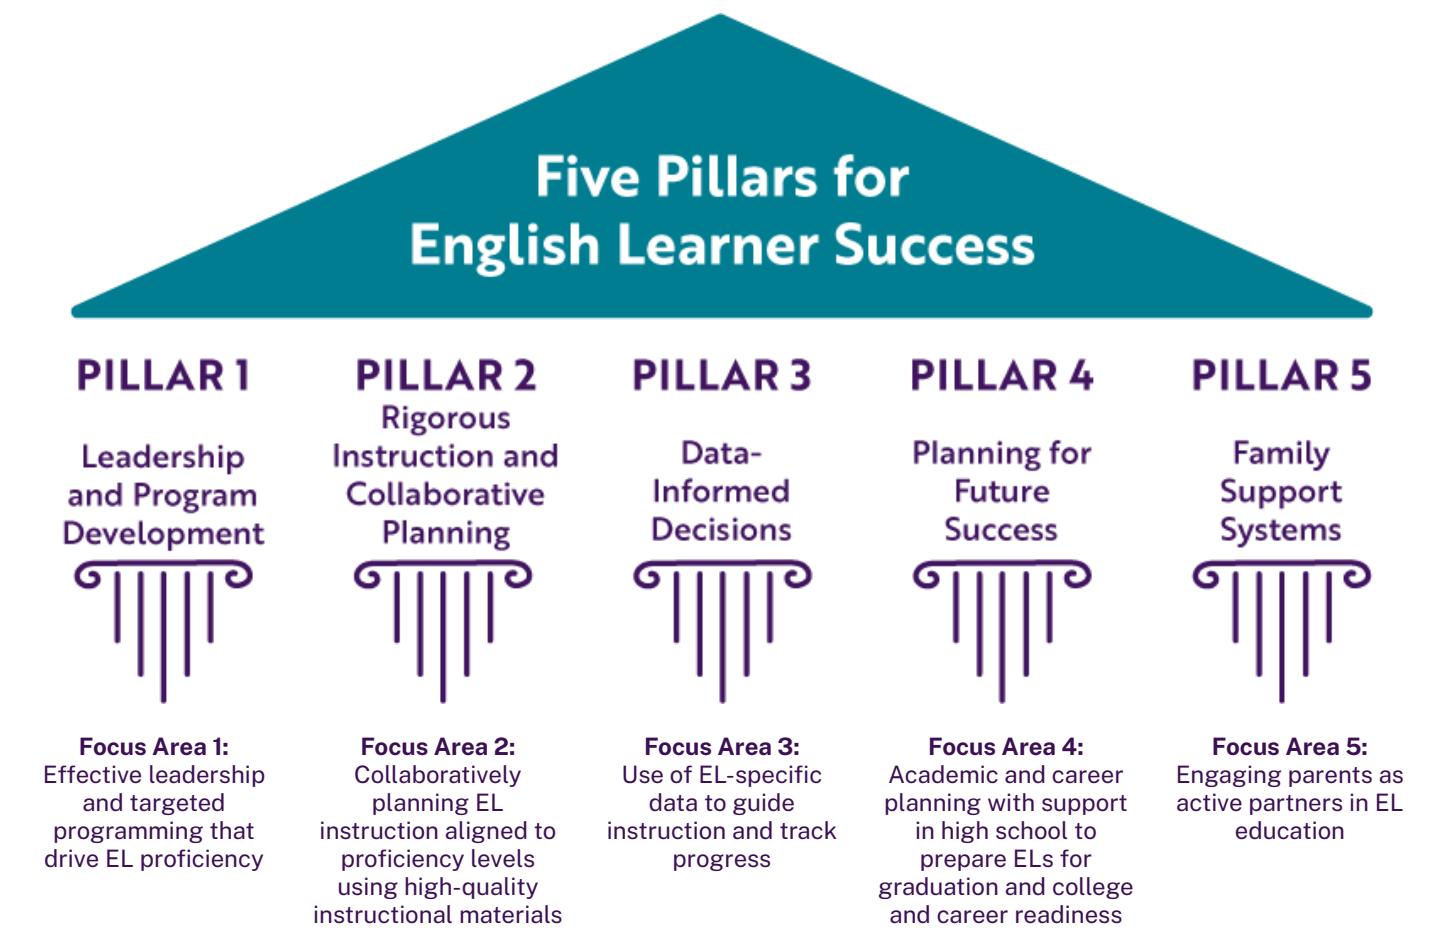 Five Pillars for
English Learner Success
PILLAR 1
Leadership
and Program
Development
Focus Area 1:
Effective leadership
and targeted
programming that
drive EL proficiency
PILLAR 2
Rigorous
Instruction and
Collaborative
Planning
Focus Area 2:
Collaboratively
planning EL
instruction aligned to
proficiency levels
using high-quality
instructional materials
PILLAR 3
Data-
Informed
Decisions
Focus Area 3:
Use of EL-specific
data to guide
instruction and track
progress
PILLAR 4
Planning for
Future
Success
Focus Area 4:
Academic and career
planning with support
in high school to
prepare ELs for
graduation and college
and career readiness
PILLAR 5
Family
Support
Systems
Focus Area 5:
Engaging parents as
active partners in EL
education